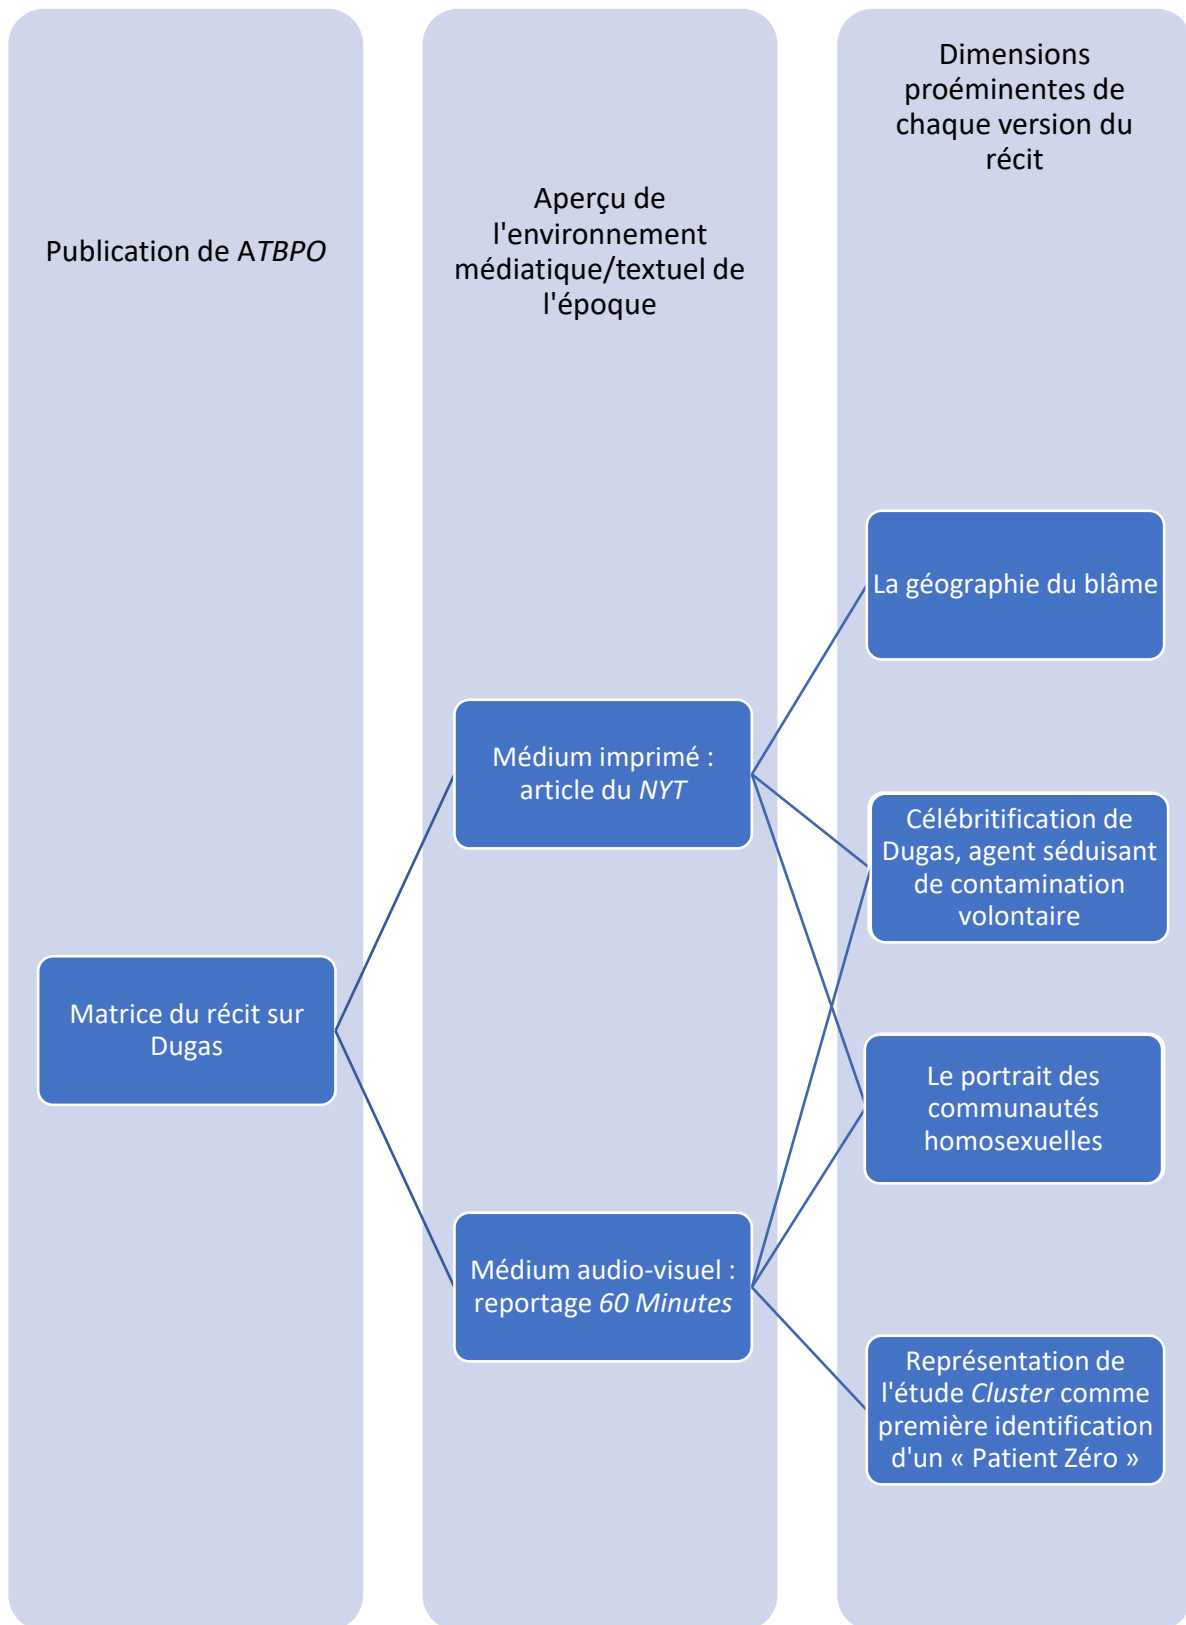 Publication de ATBPO
Aperçu de
l'environnement
médiatique/textuel de
l'époque
Dimensions
proéminentes de
chaque version du
récit
Matrice du récit sur
Dugas
Médium imprimé :
article du NYT
Médium audio-visuel :
reportage 60 Minutes
La géographie du blâme
Célébritification de
Dugas, agent séduisant
de contamination
volontaire
Le portrait des
communautés
homosexuelles
Représentation de
l'étude Cluster comme
première identification
d'un « Patient Zéro »